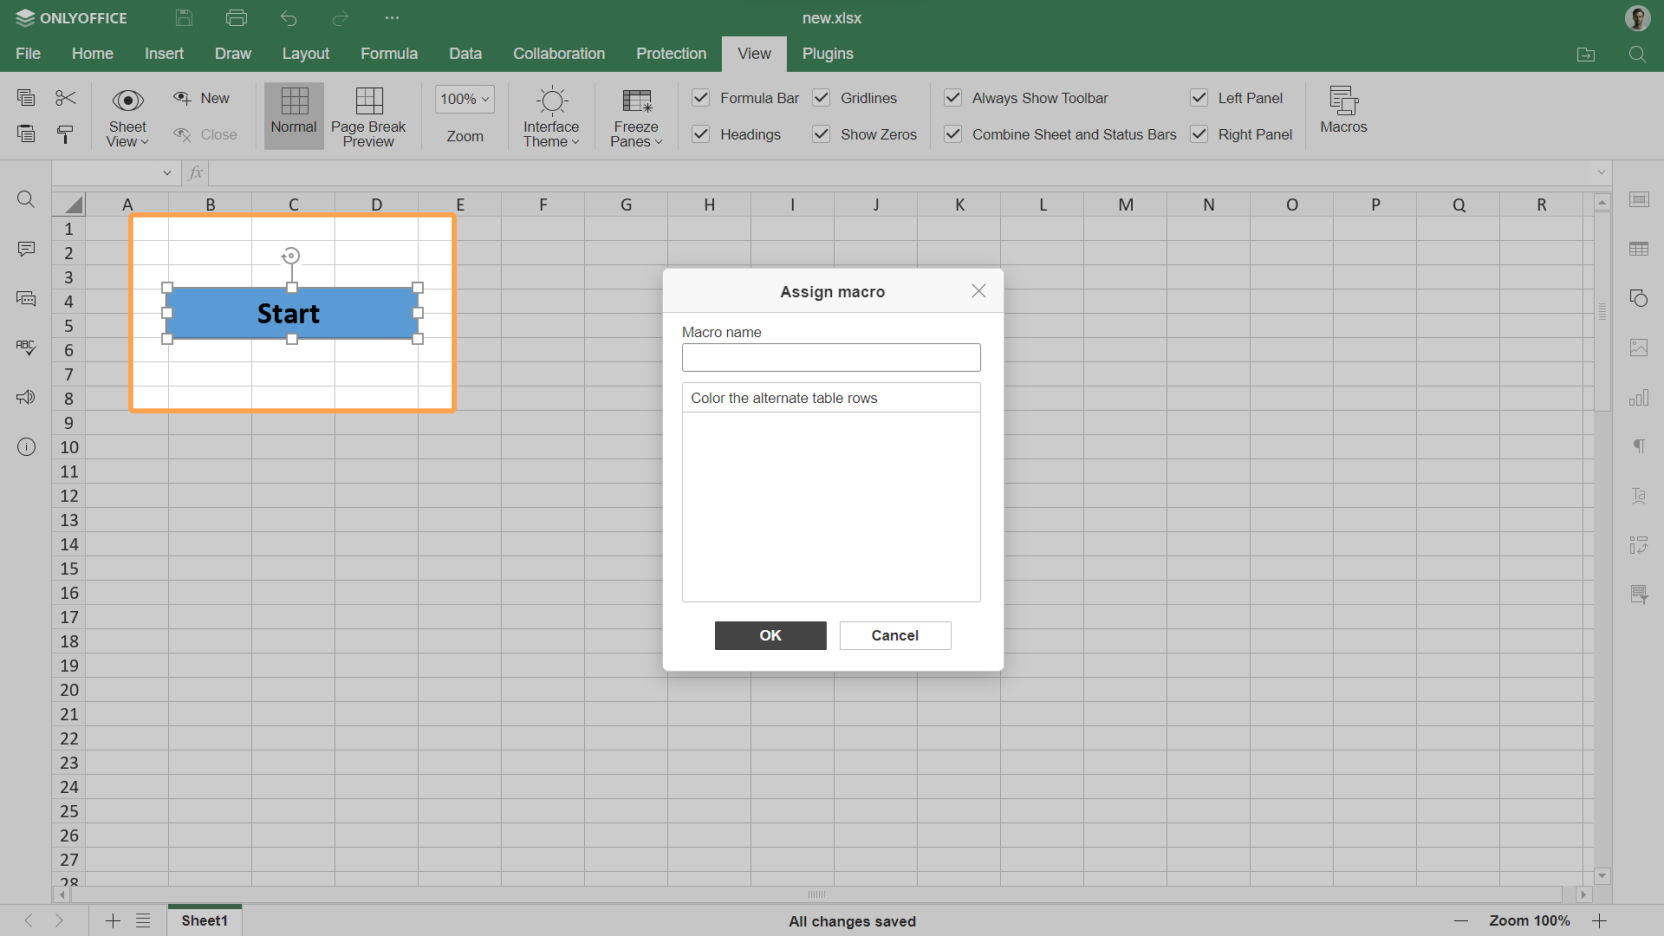 ONLYOFFICE
new.xlsx
File Home Insert Draw Layout Formula Data Collaboration Protection View Plugins
Sheet View
New
Close
Normal
Page Break Preview
100%
Zoom
Interface Theme
Freeze Panes
Formula Bar
Headings
Gridlines
Show Zeros
Always Show Toolbar
Combine Sheet and Status Bars
Left Panel
Right Panel
Macros
fx
A B C D E F G H I J K L M N O P Q R
1
2
3
4
5
6
7
8
9
10
11
12
13
14
15
16
17
18
19
20
21
22
23
24
25
26
27
28
ABC
Start
Assign macro
Macro name
Color the alternate table rows
OK Cancel
Ta
Sheet1
All changes saved
Zoom 100%